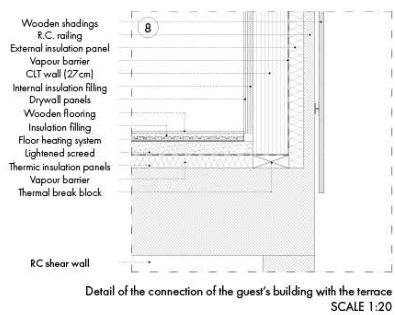 Wooden shadings
R.C. railing
External insulation panel
Vapour barrier
CLT wall (27cm)
Internal insulation filling
Drywall panels
Wooden flooring
Insulation filling
Floor heating system
Lightened screed
Thermic insulation panels
Vapour barrier
Thermal break block
RC shear wall
8
Detail of the connection of the guest's building with the terrace
SCALE 1:20